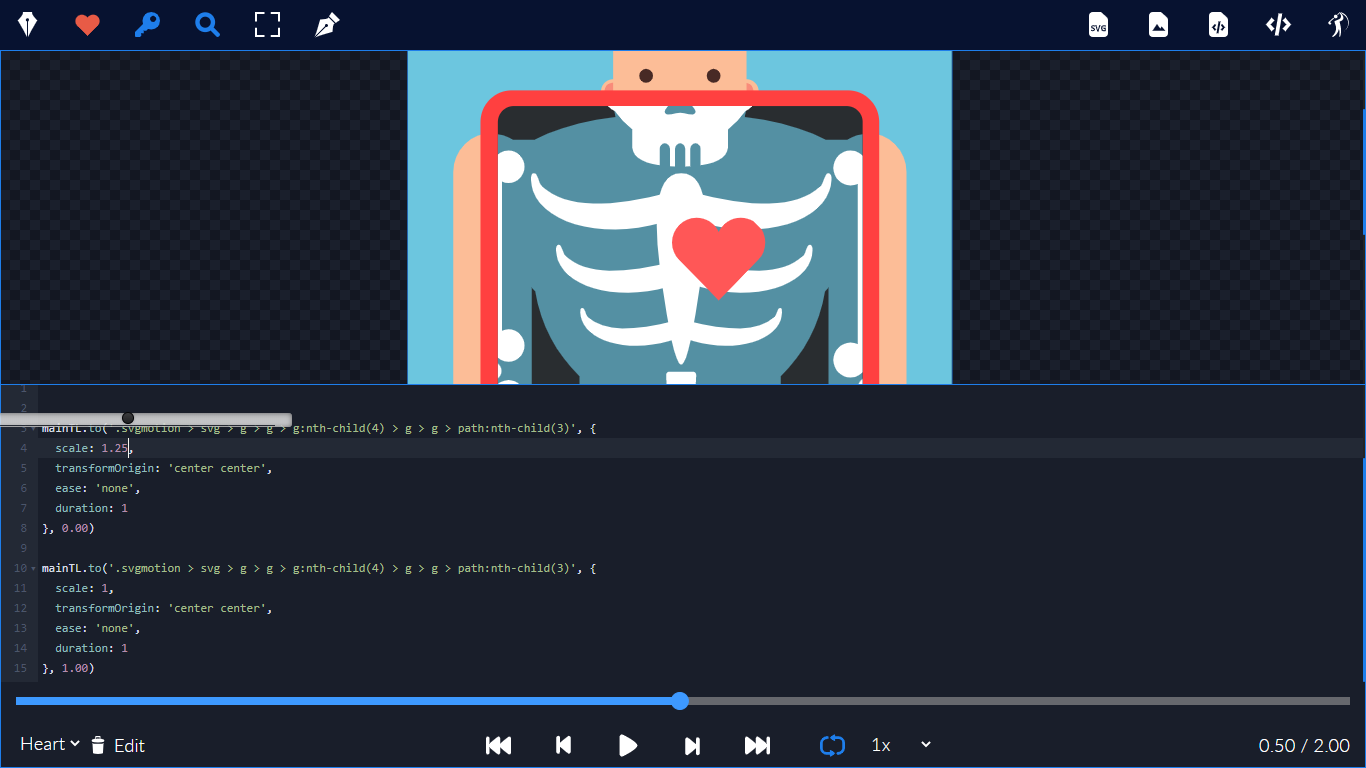 SVG
1
2
3 mainTL.to('.svgmotion > svg > g > g > g:nth-child(4) > g > g > path:nth-child(3)', {
4 scale: 1.25,
5 transformOrigin: 'center center',
6 ease: 'none',
7 duration: 1
8 }, 0.00)
9
10 mainTL.to('.svgmotion > svg > g > g > g:nth-child(4) > g > g > path:nth-child(3)', {
11 scale: 1,
12 transformOrigin: 'center center',
13 ease: 'none',
14 duration: 1
15 }, 1.00)
Heart Edit 1x 0.50 / 2.00